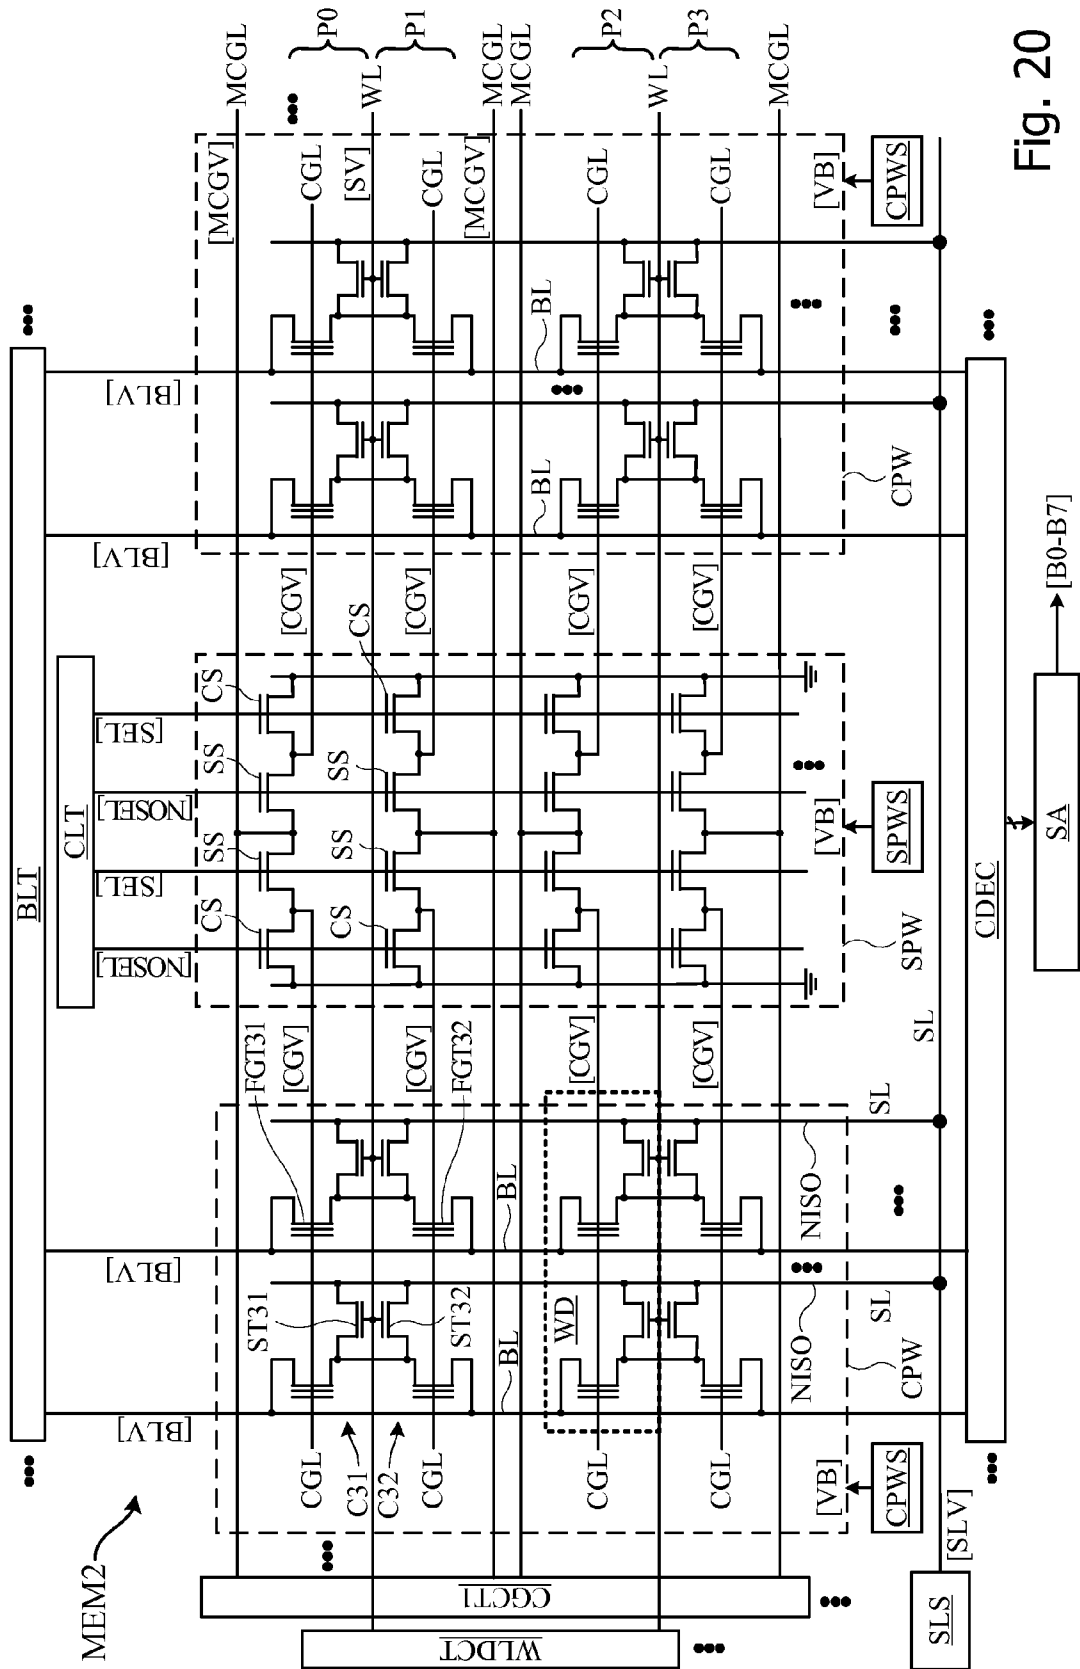 MEM2
BLT
CLT
[BLV]
[BLV]
[NOSEL]
[SEL]
[NOSEL]
[SEL]
[BLV]
[BLV]
WLDCT
CGCT1
[MCGV]
MCGL
CS
SS
SS
CS
FGT31
ST31
CGL
[CGV]
[CGV]
CGL
P0
C31
C32
[SV]
WL
CS
SS
SS
CS
ST32
FGT32
CGL
[CGV]
[CGV]
CGL
P1
[MCGV]
MCGL
MCGL
BL
BL
BL
BL
WD
CGL
[CGV]
[CGV]
CGL
P2
WL
CGL
[CGV]
[CGV]
CGL
P3
MCGL
NISO
NISO
[VB]
[VB]
[VB]
CPWS
CPW
SL
SL
SPW
SPWS
CPW
CPWS
SLS
[SLV]
SL
CDEC
SA
[B0-B7]
Fig. 20